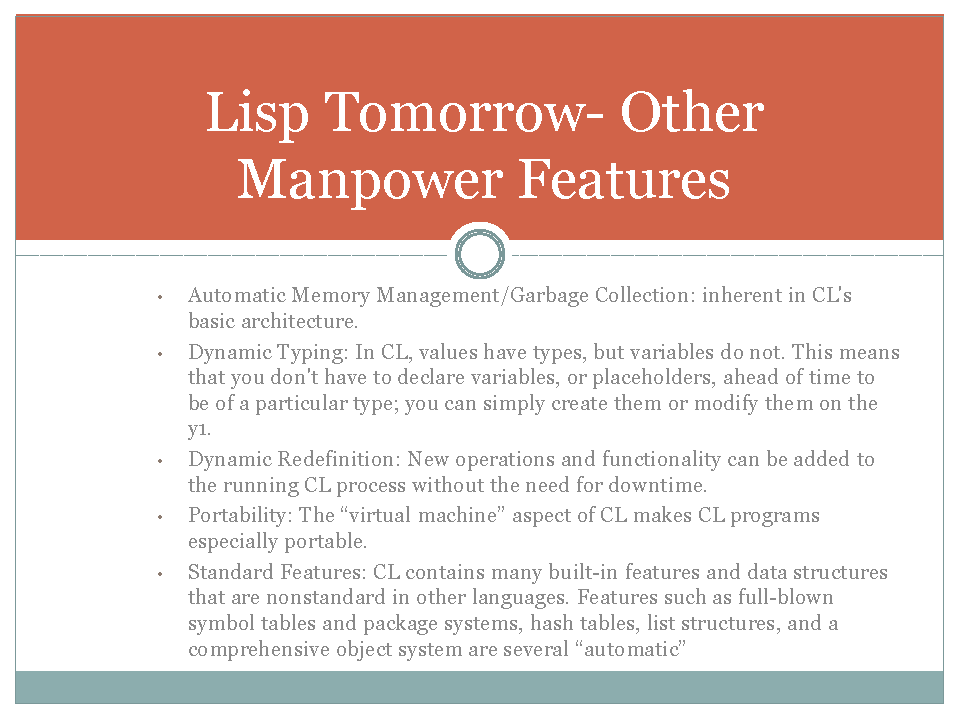 Lisp Tomorrow- Other
Manpower Features
• Automatic Memory Management/Garbage Collection: inherent in CL's
basic architecture.
• Dynamic Typing: In CL, values have types, but variables do not. This means
that you don't have to declare variables, or placeholders, ahead of time to
be of a particular type; you can simply create them or modify them on the
y1.
• Dynamic Redefinition: New operations and functionality can be added to
the running CL process without the need for downtime.
• Portability: The “virtual machine” aspect of CL makes CL programs
especially portable.
• Standard Features: CL contains many built-in features and data structures
that are nonstandard in other languages. Features such as full-blown
symbol tables and package systems, hash tables, list structures, and a
comprehensive object system are several “automatic”